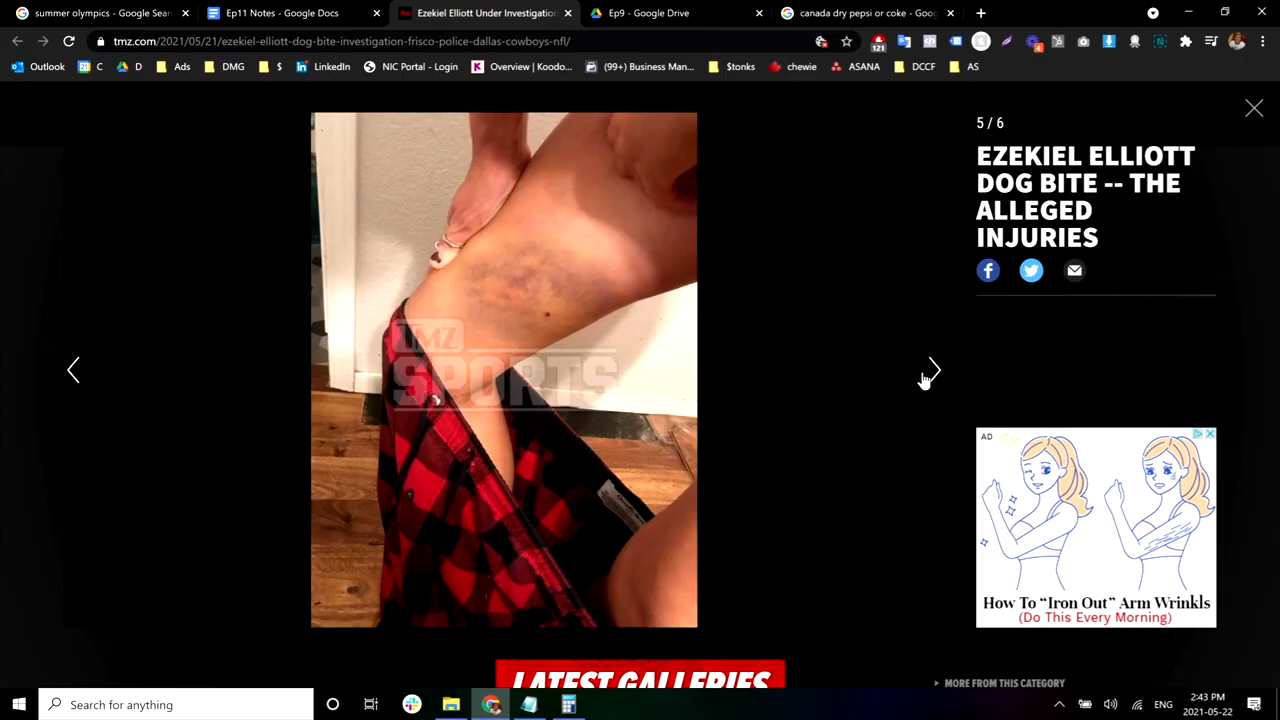 summer olympics - Google Sear
Ep11 Notes - Google Docs
Ezekiel Elliott Under Investigation
Ep9 - Google Drive
canada dry pepsi or coke - Goog
tmz.com/2021/05/21/ezekiel-elliott-dog-bite-investigation-frisco-police-dallas-cowboys-nfl/
121
4
Outlook
C
D
Ads
DMG
$
LinkedIn
NIC Portal - Login
Overview | Koodo...
(99+) Business Man...
$tonks
chewie
ASANA
DCCF
AS
5 / 6
EZEKIEL ELLIOTT
DOG BITE -- THE
ALLEGED
INJURIES
TMZ
SPORTS
AD
How To “Iron Out” Arm Wrinkls
(Do This Every Morning)
LATEST GALLERIES
MORE FROM THIS CATEGORY
Search for anything
ENG
2:43 PM
2021-05-22